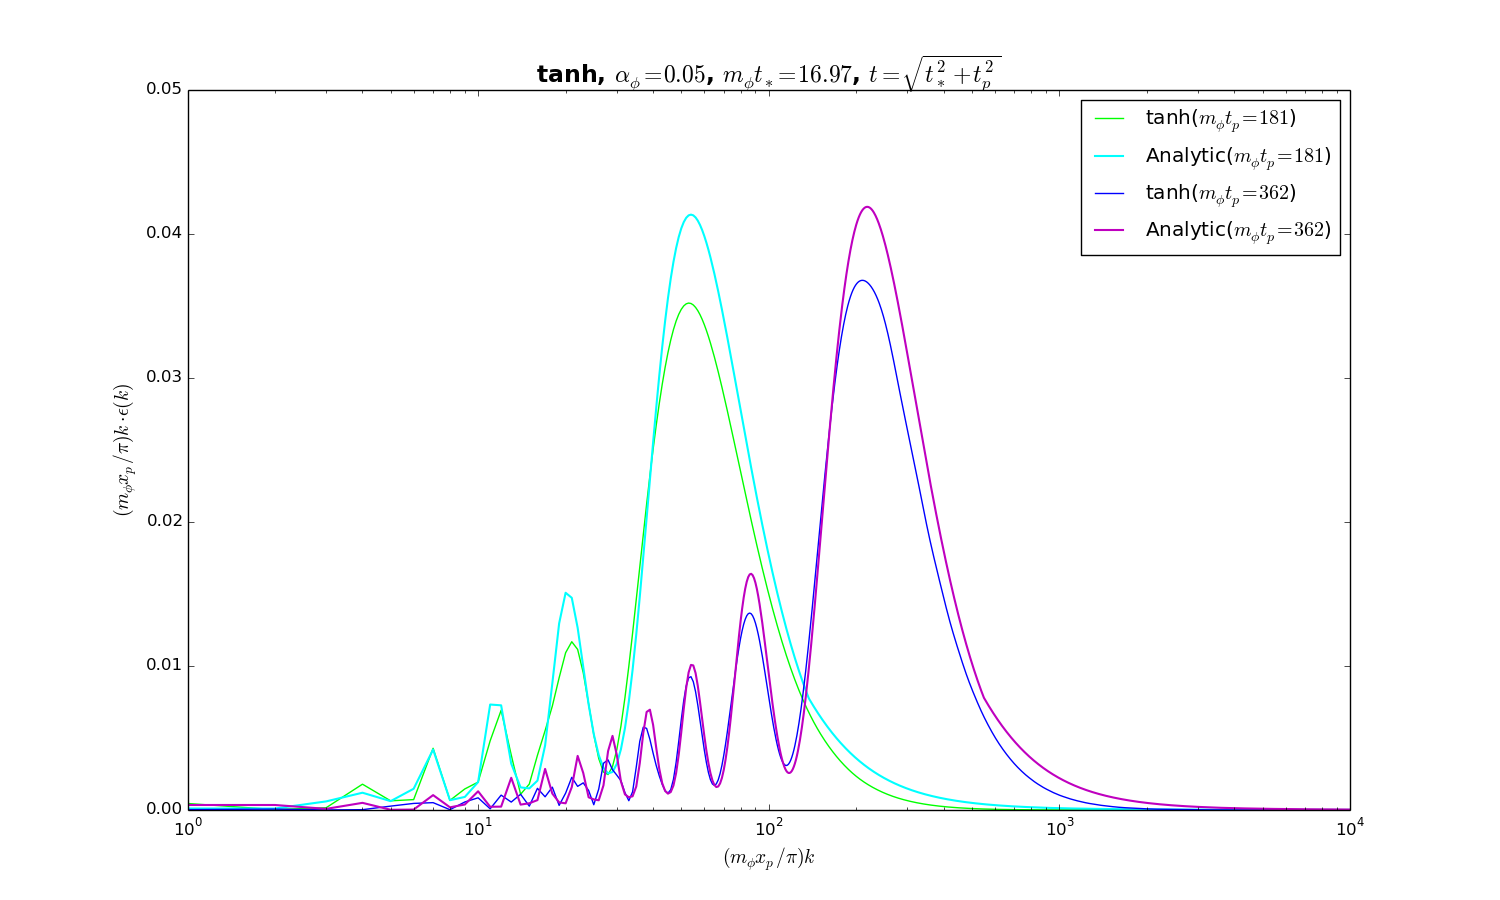 tanh, α_ϕ=0.05, m_ϕt_*=16.97, t=√(t_*^2+t_p^2)
0.05
tanh(m_ϕt_p=181)
Analytic(m_ϕt_p=181)
tanh(m_ϕt_p=362)
Analytic(m_ϕt_p=362)
0.04
0.03
0.02
0.01
0.00
(m_ϕx_p/π)k·ϵ(k)
10^0 10^1 10^2 10^3 10^4
(m_ϕx_p/π)k